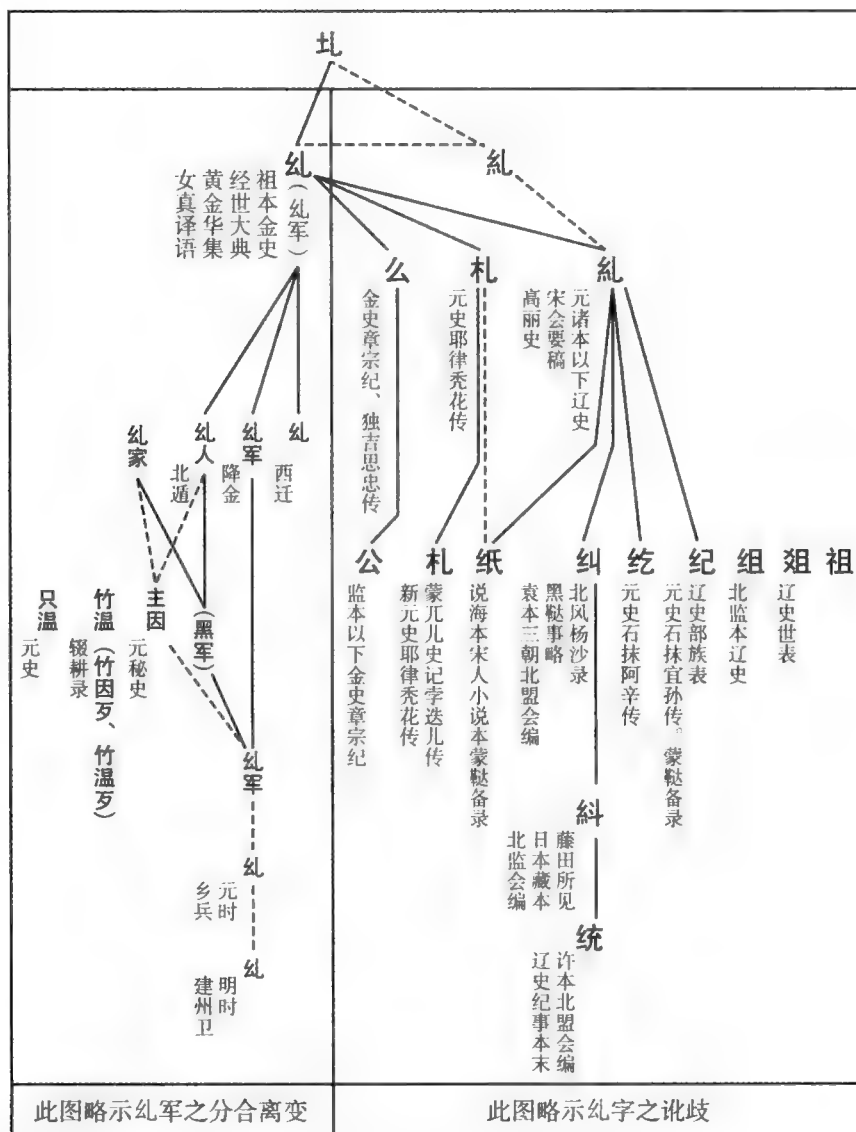 圠
乣
(乣军)
祖本金史
经世大典
黄金华集
女真译语
糺
么
金史章宗纪、独吉思忠传
札
元史耶律秃花传
糺
元诸本以下辽史
宋会要稿
高丽史
乣家
乣人
北遁
乣军
降金
乣
西迁
只温
元史
竹温(竹因歹、竹温歹)
辍耕录
主因
元秘史
(黑军)
乣军
乣
元时
乡兵
乣
明时
建州卫
公
监本以下金史章宗纪
札
蒙兀儿史记孛迭儿传
新元史耶律秃花传
纸
说海本宋人小说本蒙鞑备录
纠
北风杨沙录
黑鞑事略
袁本三朝北盟会编
纥
元史石抹阿辛传
纪
辽史部族表
元史石抹宜孙传。蒙鞑备录
组
北监本辽史
爼
辽史世表
祖
紏
藤田所见
日本藏本
北监会编
统
许本北盟会编
辽史纪事本末
此图略示乣军之分合离变
此图略示乣字之讹歧